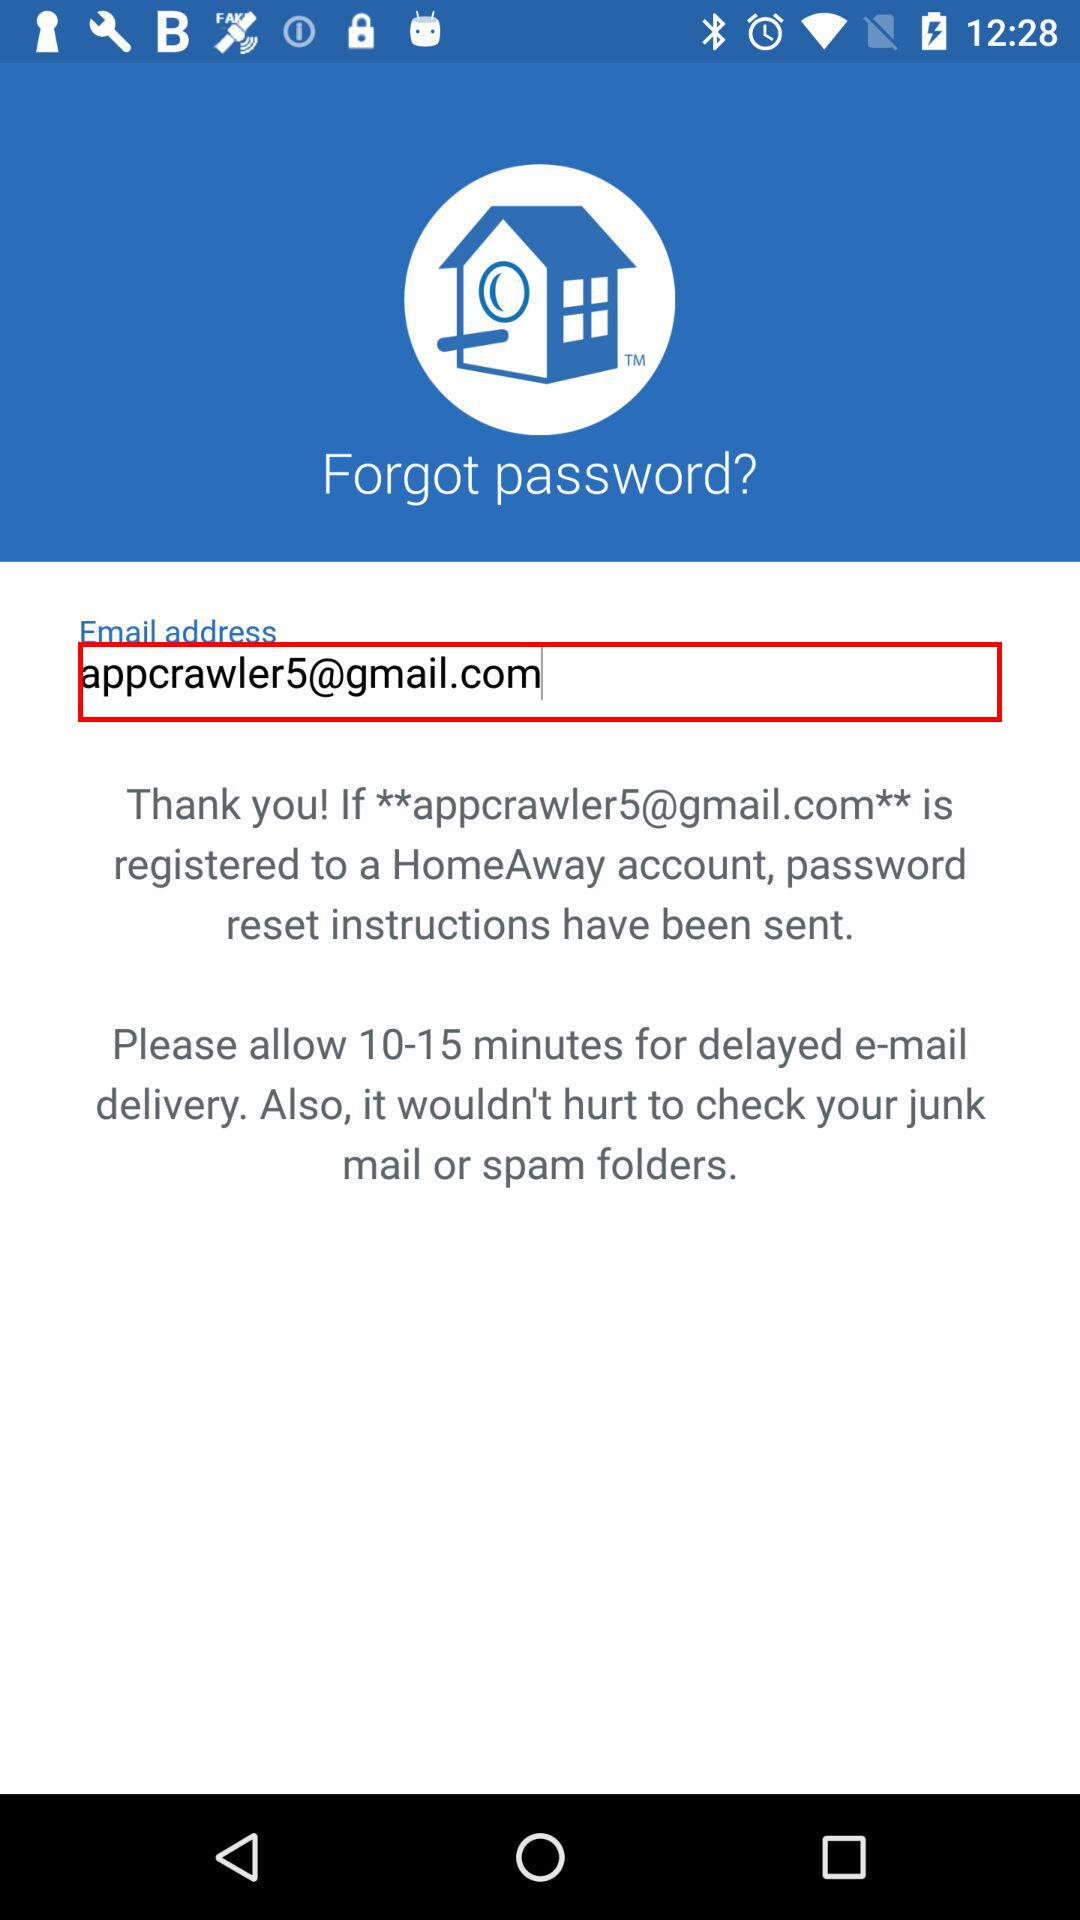 B FAKE 12:28
TM
Forgot password?
Email address
appcrawler5@gmail.com
Thank you! If **appcrawler5@gmail.com** is
registered to a HomeAway account, password
reset instructions have been sent.
Please allow 10-15 minutes for delayed e-mail
delivery. Also, it wouldn't hurt to check your junk
mail or spam folders.